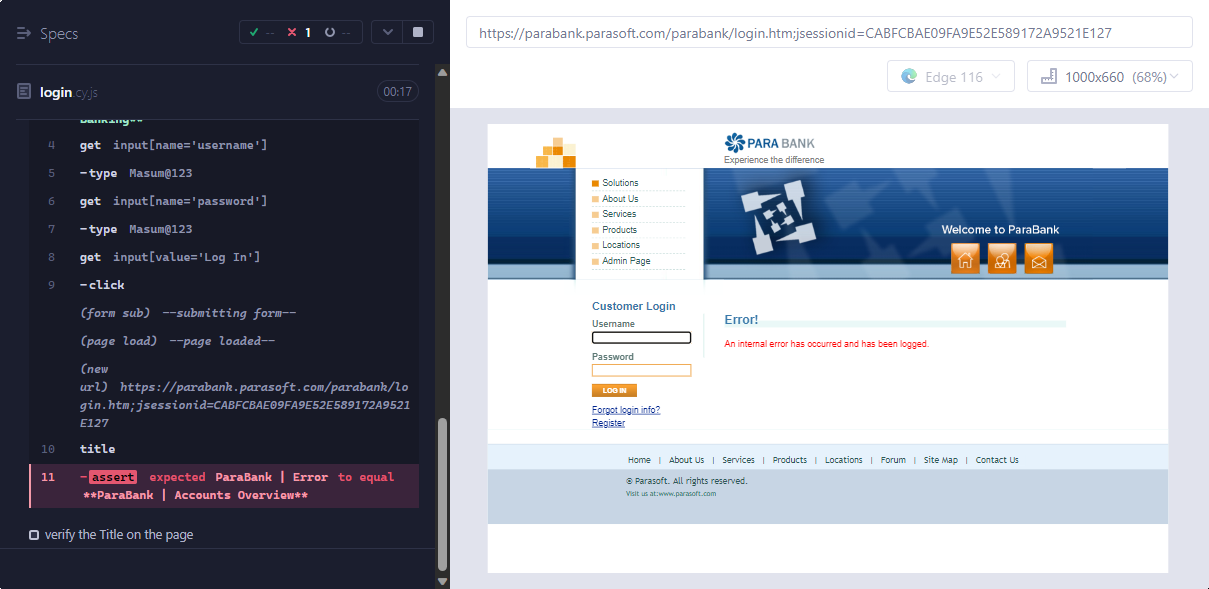 Specs
-- 1 --
login.cy.js
00:17
Banking**
4 get input[name='username']
5 -type Masum@123
6 get input[name='password']
7 -type Masum@123
8 get input[value='Log In']
9 -click
(form sub) --submitting form--
(page load) --page loaded--
(new
url) https://parabank.parasoft.com/parabank/lo
gin.htm;jsessionid=CABFCBAE09FA9E52E589172A9521
E127
10 title
11 -assert expected ParaBank | Error to equal
**ParaBank | Accounts Overview**
verify the Title on the page
https://parabank.parasoft.com/parabank/login.htm;jsessionid=CABFCBAE09FA9E52E589172A9521E127
Edge 116
1000x660 (68%)
PARA BANK
Experience the difference
Solutions
About Us
Services
Products
Locations
Admin Page
Welcome to ParaBank
Customer Login
Username
Password
LOG IN
Forgot login info?
Register
Error!
An internal error has occurred and has been logged.
Home | About Us | Services | Products | Locations | Forum | Site Map | Contact Us
© Parasoft. All rights reserved.
Visit us at:www.parasoft.com